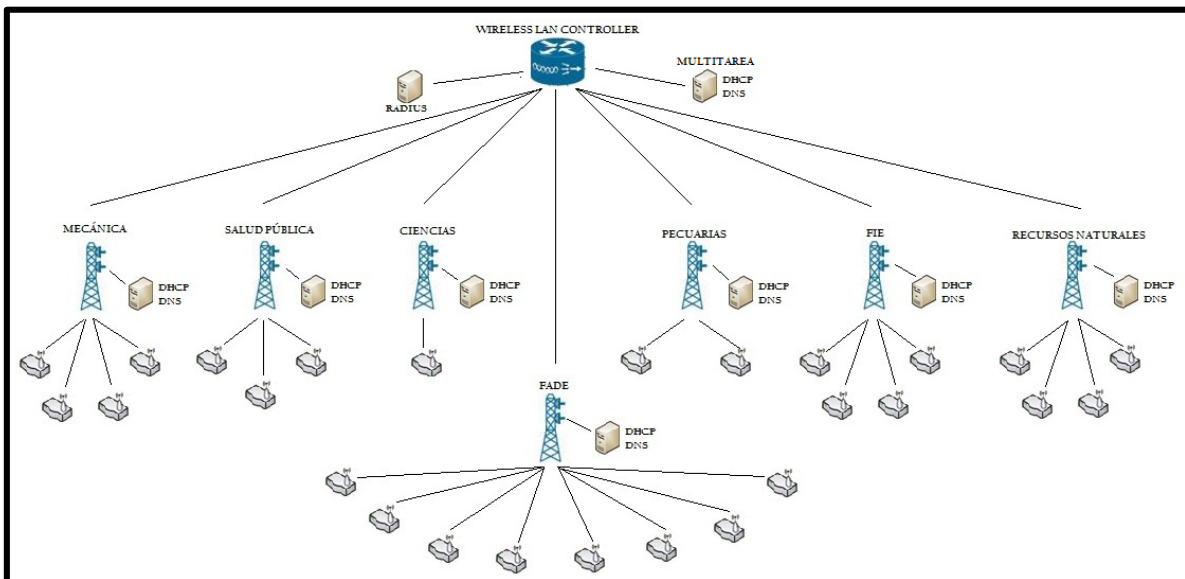 WIRELESS LAN CONTROLLER
MULTITAREA
DHCP
DNS
RADIUS
MECÁNICA
DHCP
DNS
SALUD PÚBLICA
DHCP
DNS
CIENCIAS
DHCP
DNS
PECUARIAS
DHCP
DNS
FIE
DHCP
DNS
RECURSOS NATURALES
DHCP
DNS
FADE
DHCP
DNS